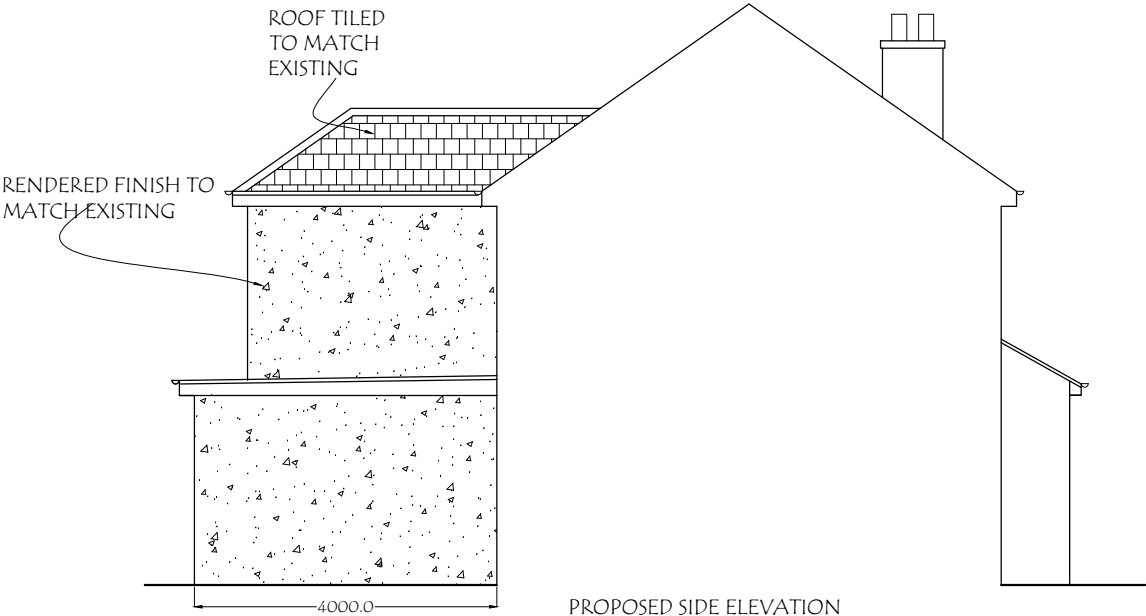 ROOF TILED
TO MATCH
EXISTING
RENDERED FINISH TO
MATCH EXISTING
4000.0
PROPOSED SIDE ELEVATION